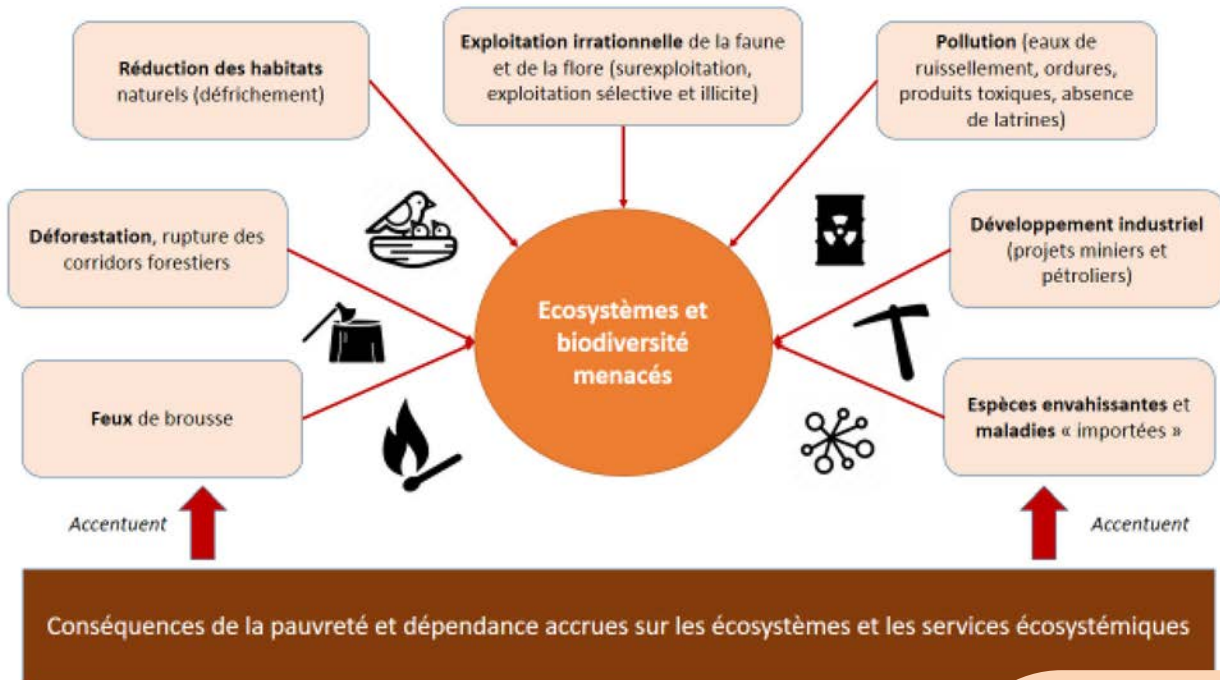 Réduction des habitats
naturels (défrichement)
Exploitation irrationnelle de la faune
et de la flore (surexploitation,
exploitation sélective et illicite)
Pollution (eaux de
ruissellement, ordures,
produits toxiques, absence
de latrines)
Déforestation, rupture des
corridors forestiers
Développement industriel
(projets miniers et
pétroliers)
Ecosystèmes et
biodiversité
menacés
Feux de brousse
Espèces envahissantes et
maladies « importées »
Accentuent
Accentuent
Conséquences de la pauvreté et dépendance accrues sur les écosystèmes et les services écosystémiques